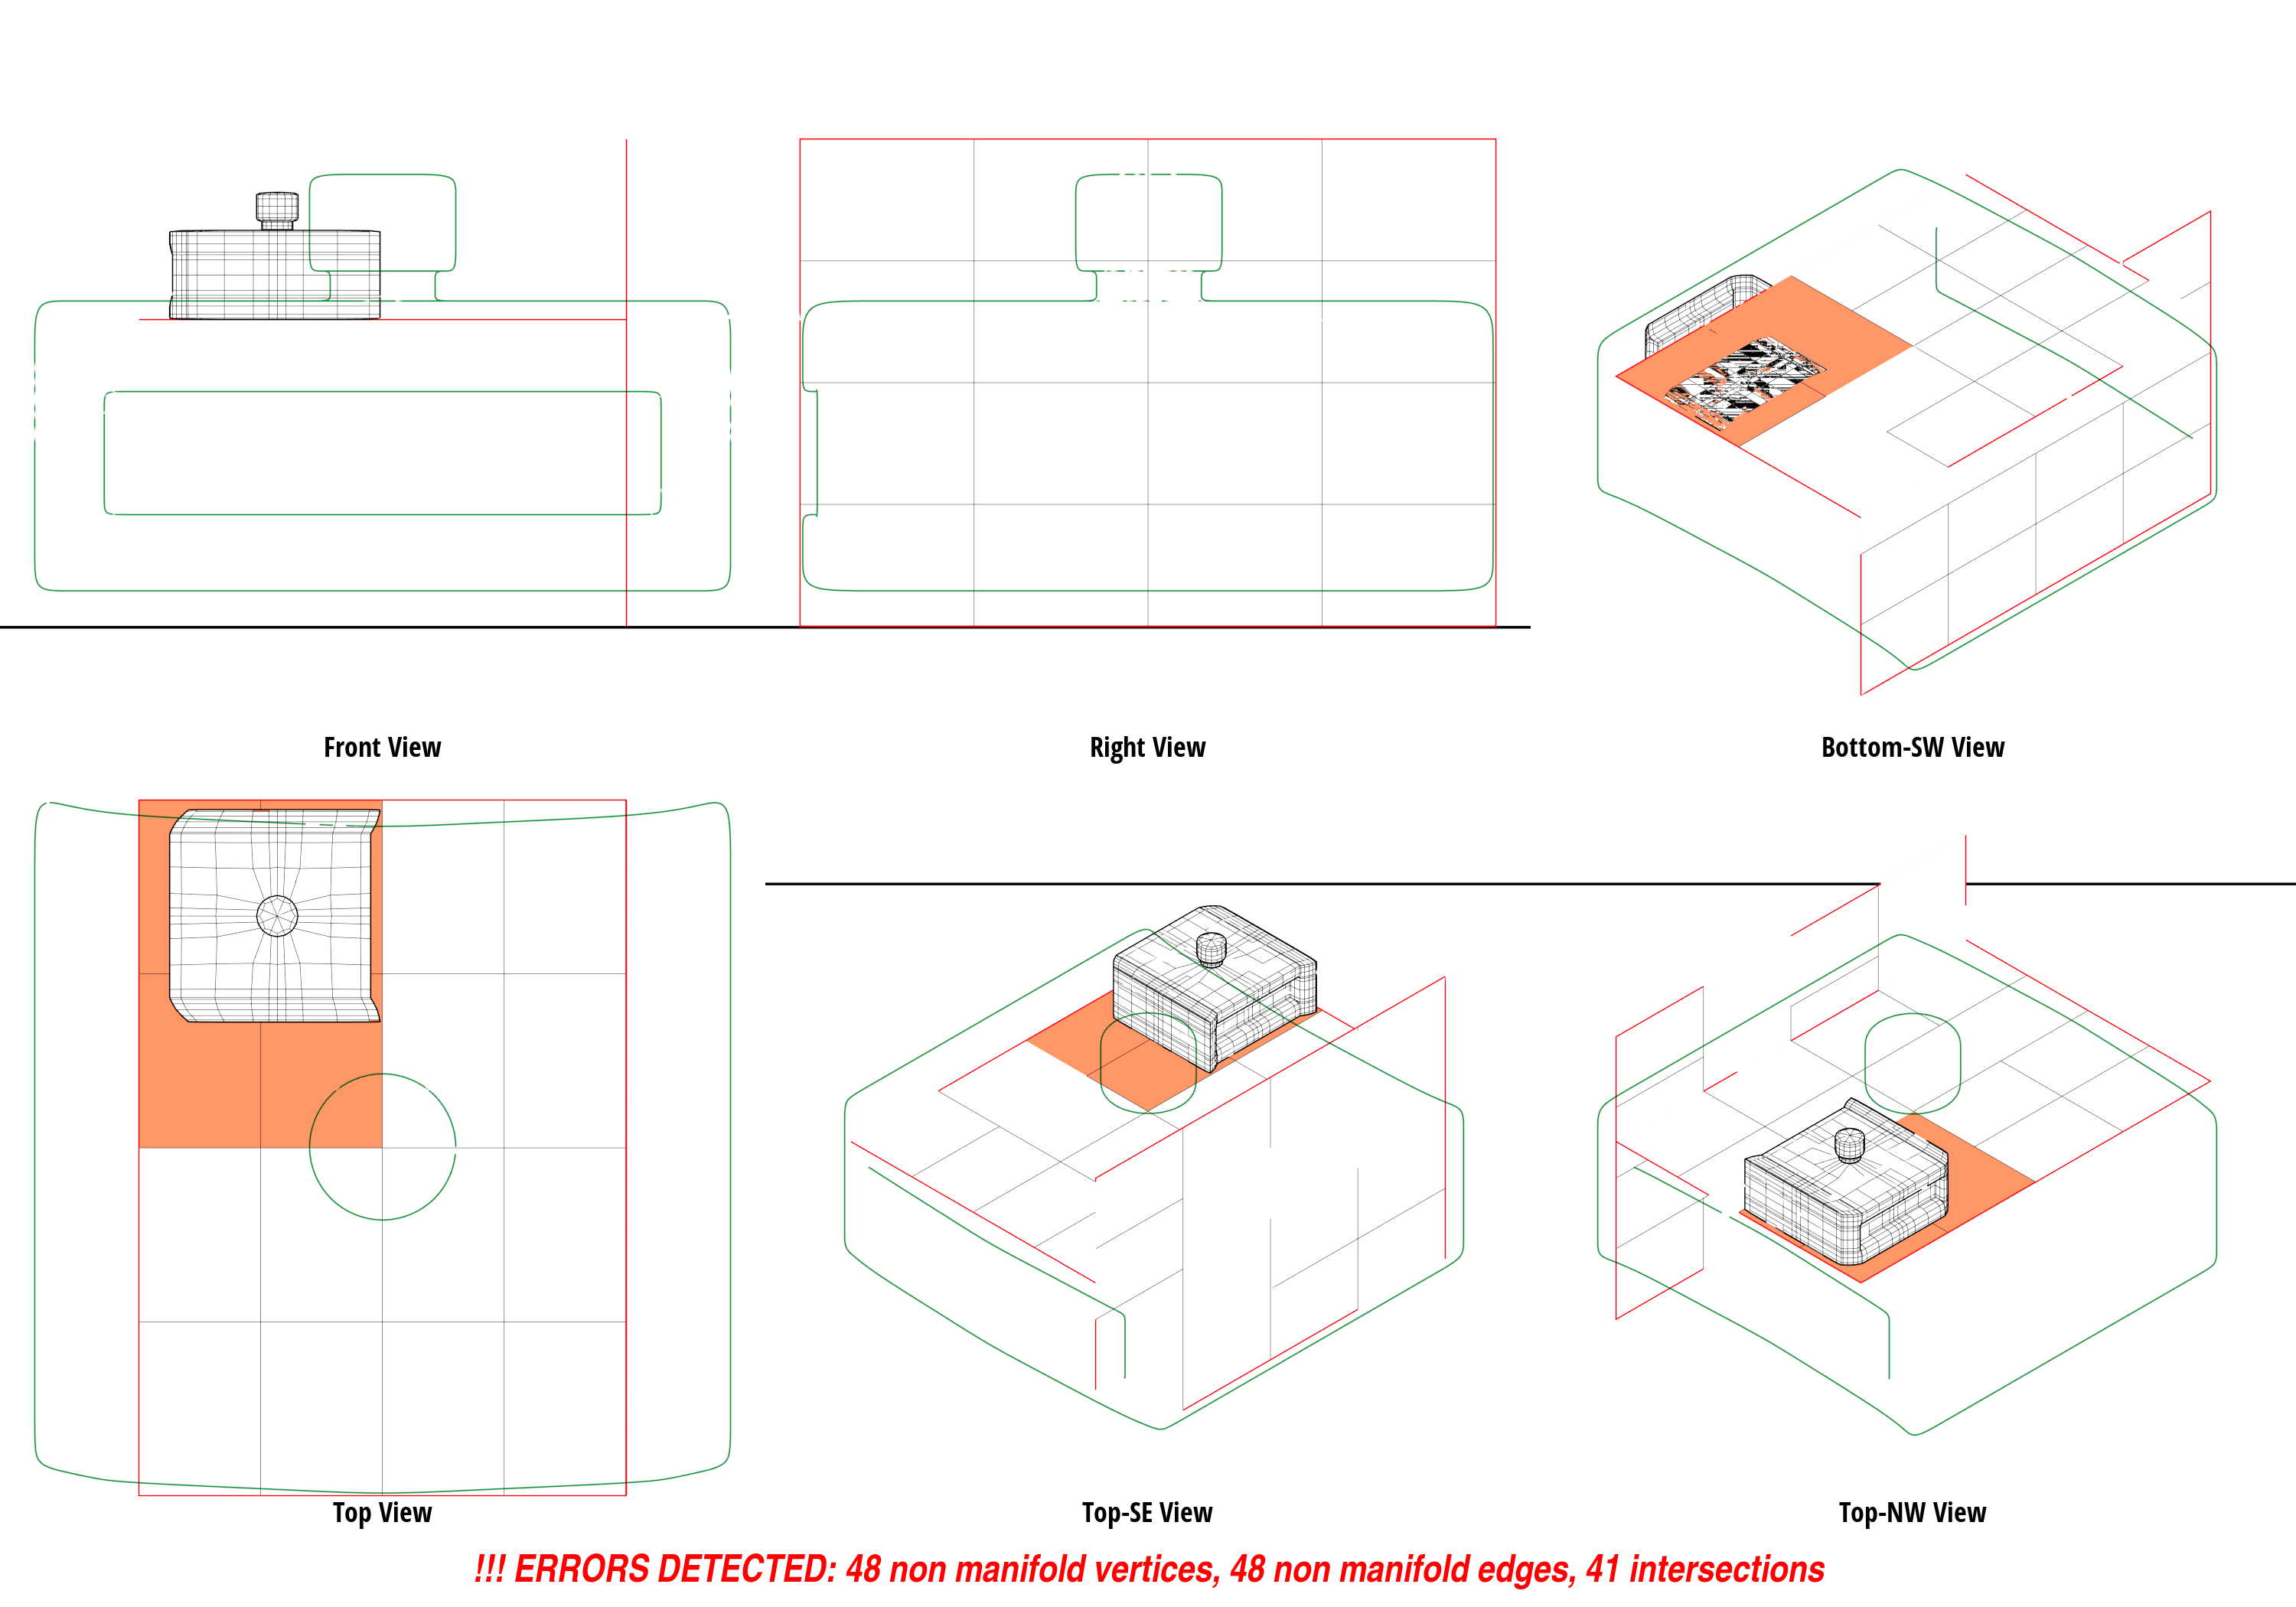 Front View
Right View
Bottom-SW View
Top View
Top-SE View
Top-NW View
!!! ERRORS DETECTED: 48 non manifold vertices, 48 non manifold edges, 41 intersections